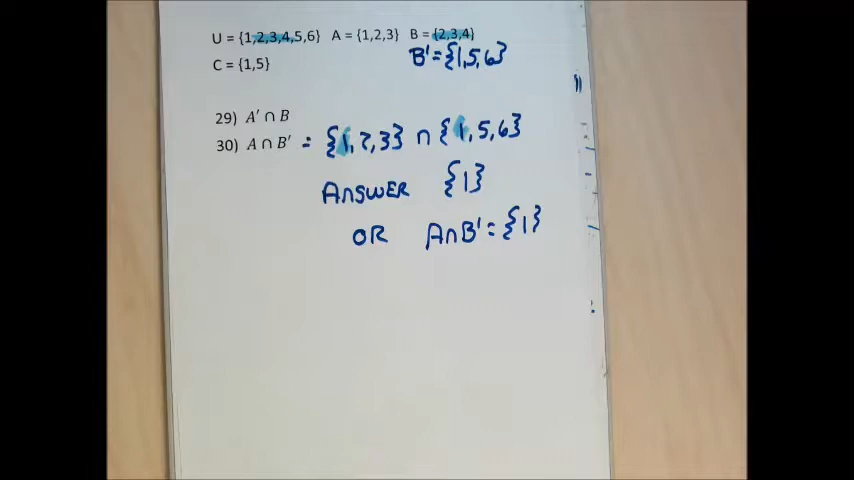 U = {1,2,3,4,5,6} A = {1,2,3} B = {2,3,4}
C = {1,5} B' = {1,5,6}
29) A′ ∩ B
30) A ∩ B′ = {1,2,3} ∩ {1,5,6}
ANSWER {1}
OR A∩B' = {1}